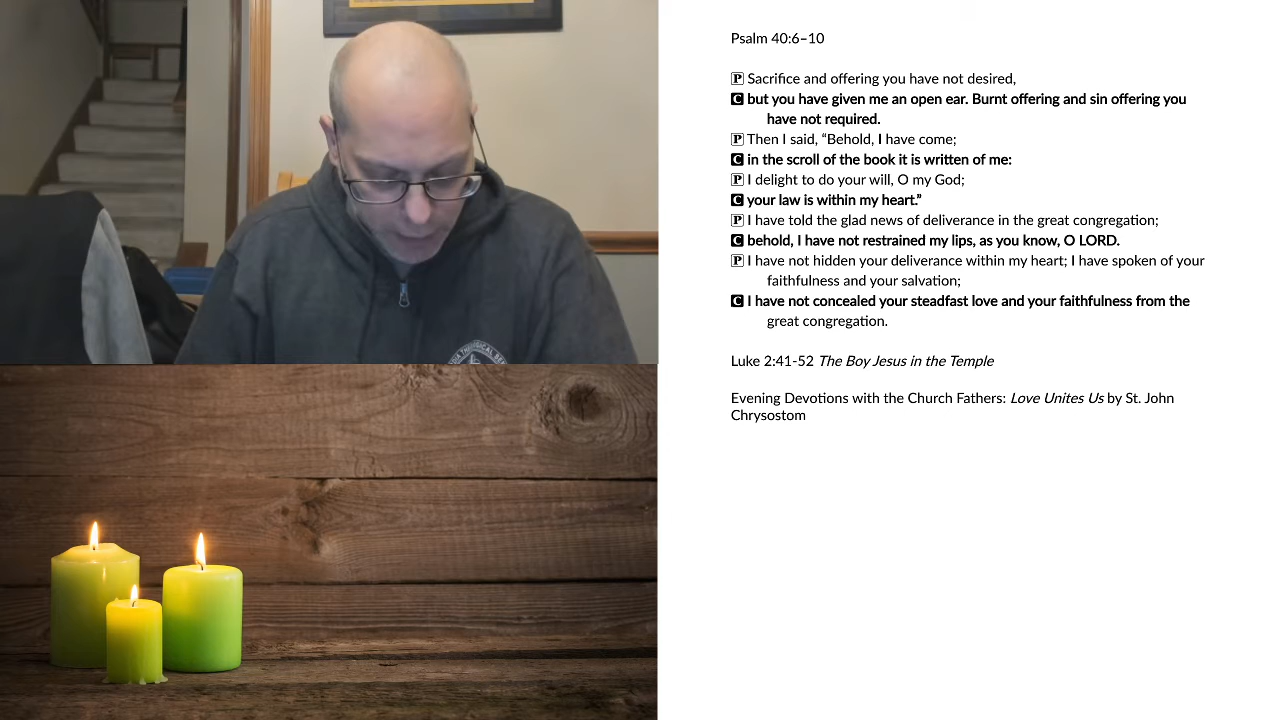 Psalm 40:6–10
P Sacrifice and offering you have not desired,
C but you have given me an open ear. Burnt offering and sin offering you
have not required.
P Then I said, “Behold, I have come;
C in the scroll of the book it is written of me:
P I delight to do your will, O my God;
C your law is within my heart.”
P I have told the glad news of deliverance in the great congregation;
C behold, I have not restrained my lips, as you know, O LORD.
P I have not hidden your deliverance within my heart; I have spoken of your
faithfulness and your salvation;
C I have not concealed your steadfast love and your faithfulness from the
great congregation.
Luke 2:41-52 The Boy Jesus in the Temple
Evening Devotions with the Church Fathers: Love Unites Us by St. John
Chrysostom